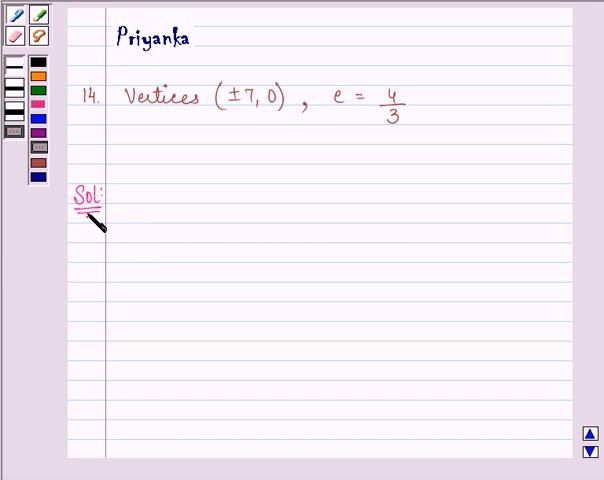 Priyanka
14. Vertices (±7, 0), e = 4/3
Sol: